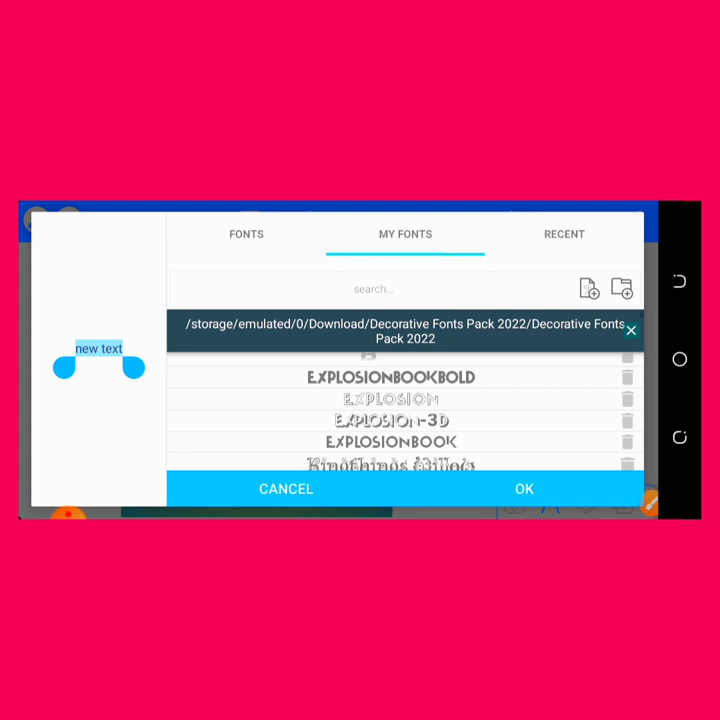 FONTS
MY FONTS
RECENT
search...
/storage/emulated/0/Download/Decorative Fonts Pack 2022/Decorative Fonts
Pack 2022
new text
EXPLOSIONBOOKBOLD
EXPLOSION
EXPLOSION-3D
EXPLOSIONBOOK
CANCEL
OK